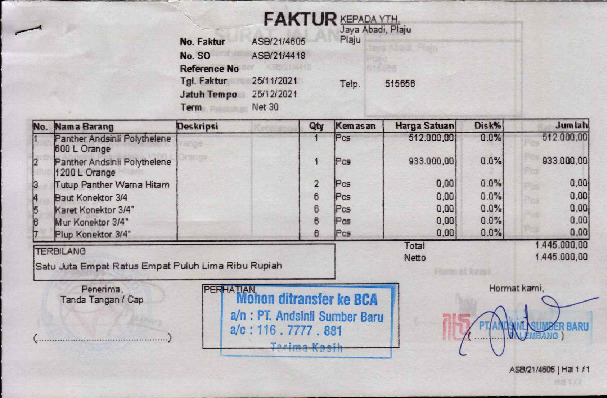 FAKTUR
KEPADA YTH,
Jaya Abadi, Plaju
Plaju
No. Faktur ASB/21/4605
No. SO ASB/21/4418
Reference No
Tgl. Faktur 25/11/2021
Telp. 515656
Jatuh Tempo 25/12/2021
Term Net 30
No. Nama Barang Deskripsi Qty Kemasan Harga Satuan Disk% Jumlah
1 Panther Andsinli Polythelene 1 Pcs 512.000,00 0.0% 512.000,00
600 L Orange
2 Panther Andsinli Polythelene 1 Pcs 933.000,00 0.0% 933.000,00
1200 L Orange
3 Tutup Panther Warna Hitam 2 Pcs 0,00 0.0% 0,00
4 Baut Konektor 3/4 6 Pcs 0,00 0.0% 0,00
5 Karet Konektor 3/4" 6 Pcs 0,00 0.0% 0,00
6 Mur Konektor 3/4" 6 Pcs 0,00 0.0% 0,00
7 Plup Konektor 3/4" 6 Pcs 0,00 0.0% 0,00
Total 1.445.000,00
Netto 1.445.000,00
TERBILANG
Satu Juta Empat Ratus Empat Puluh Lima Ribu Rupiah
Penerima,
Tanda Tangan / Cap
PERHATIAN
Mohon ditransfer ke BCA
a/n : PT. Andsinli Sumber Baru
a/c : 116 . 7777 . 881
Terima Kasih
Hormat kami,
PT. ANDSINLI SUMBER BARU
ASB/21/4605 | Hal 1 / 1